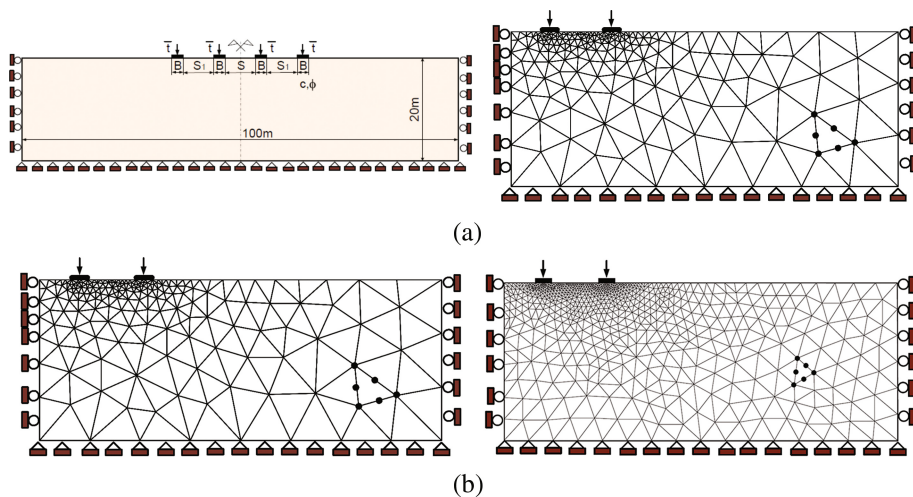 t̅ t̅ t̅ t̅
B S1 B S B S1 B
c,ϕ
20m
100m
(a)
(b)